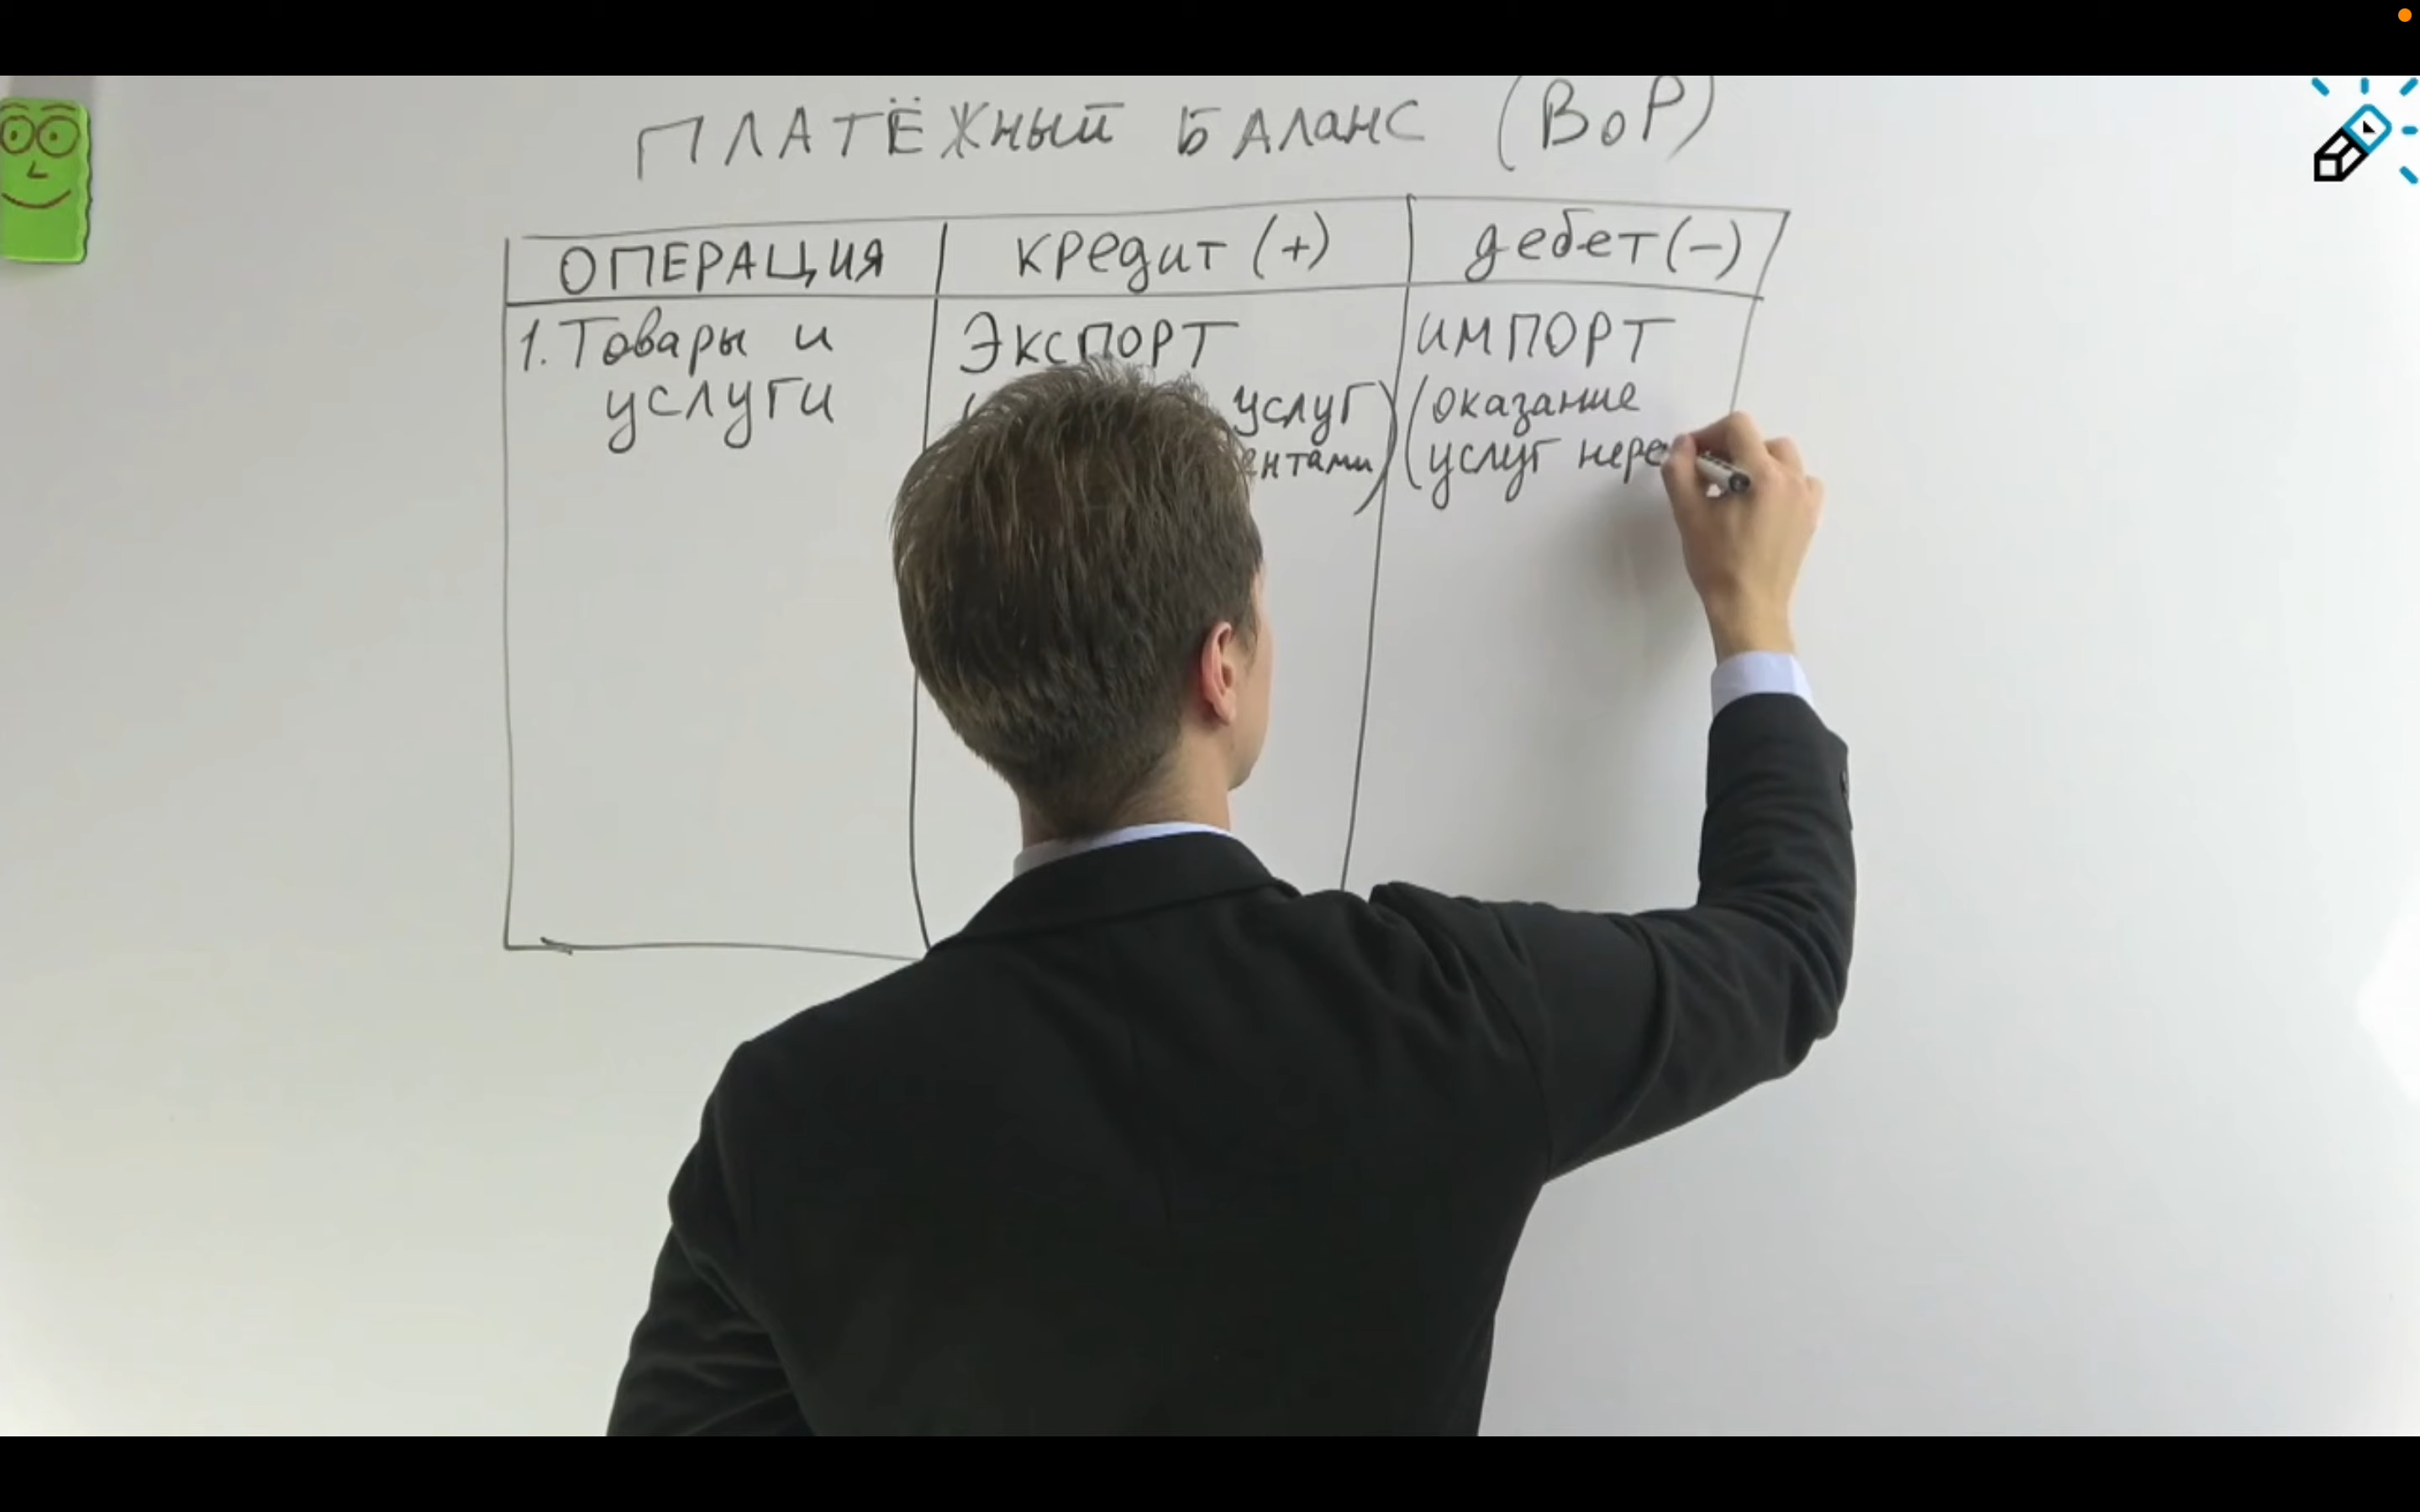 ПЛАТЁЖНЫЙ БАЛАНС (BoP)
ОПЕРАЦИЯ кредит (+) дебет (-)
1. Товары и ЭКСПОРТ ИМПОРТ
услуги услуг) (оказание
ентами) (услуг нере